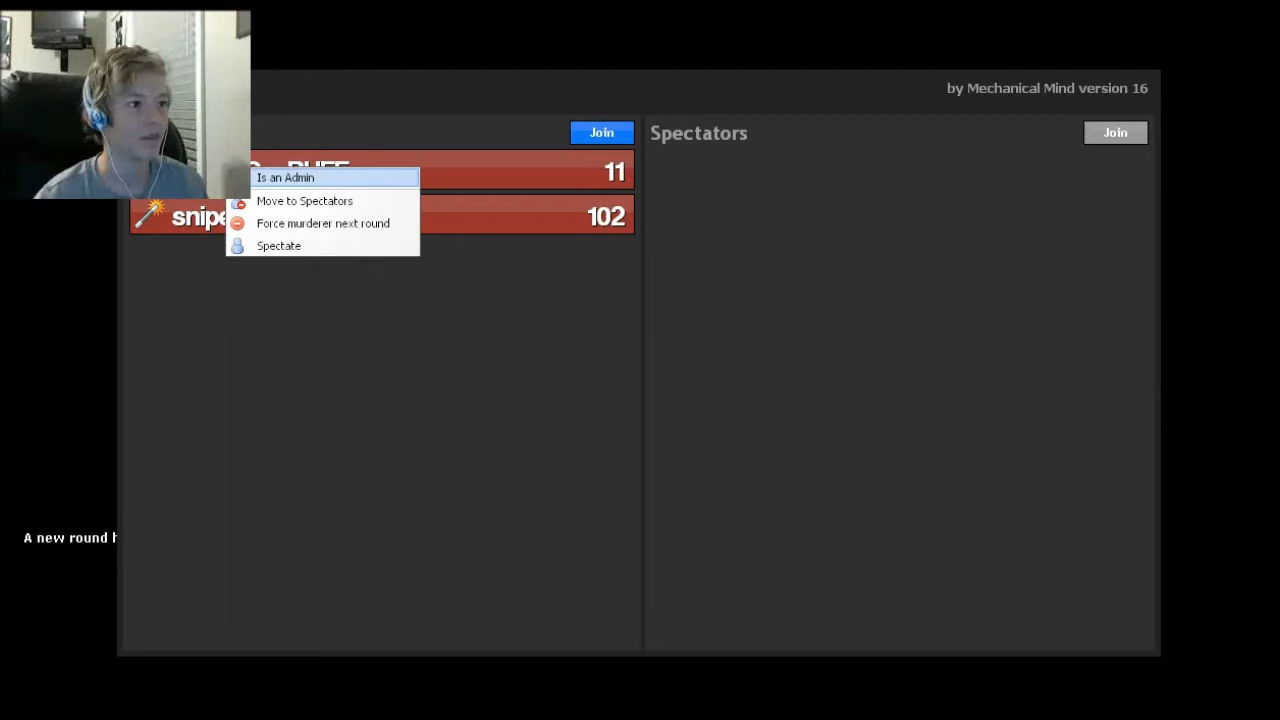 by Mechanical Mind version 16
Join
Spectators
Join
11
Is an Admin
102
Move to Spectators
Force murderer next round
Spectate
A new round